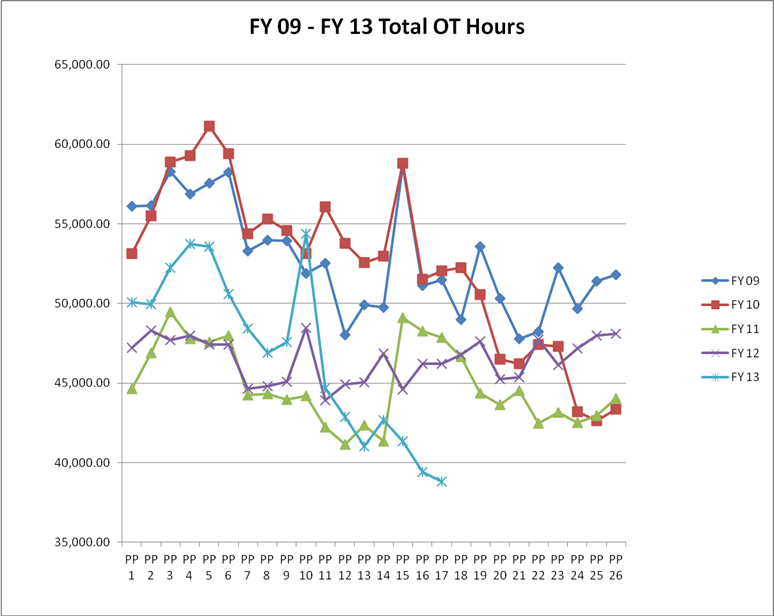 FY 09 - FY 13 Total OT Hours
65,000.00
60,000.00
55,000.00
50,000.00
45,000.00
40,000.00
35,000.00
PP PP PP PP PP PP PP PP PP PP PP PP PP PP PP PP PP PP PP PP PP PP PP PP PP PP
1 2 3 4 5 6 7 8 9 10 11 12 13 14 15 16 17 18 19 20 21 22 23 24 25 26
FY 09
FY 10
FY 11
FY 12
FY 13